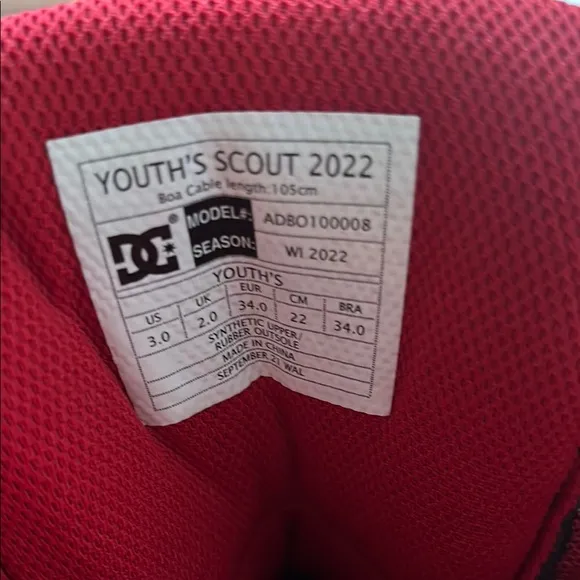 YOUTH'S SCOUT 2022
Boa Cable length:105cm
DC ® MODEL#: ADBO100008
SEASON: WI 2022
YOUTH'S
US UK EUR CM BRA
3.0 2.0 34.0 22 34.0
SYNTHETIC UPPER/
RUBBER OUTSOLE
MADE IN CHINA
SEPTEMBER 21 WAL